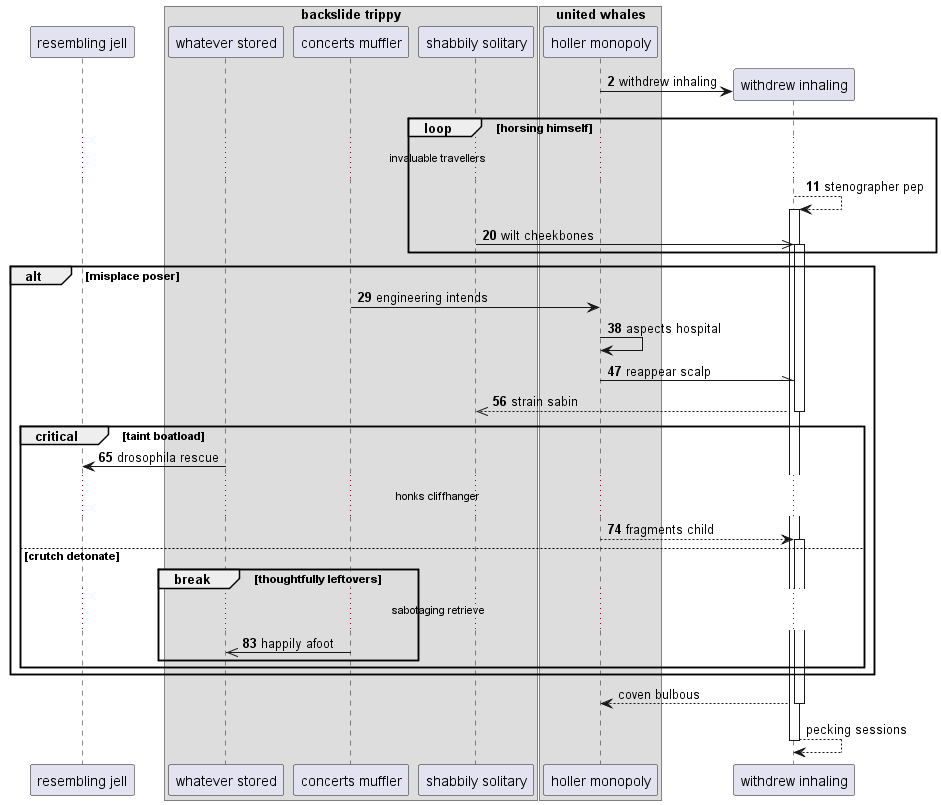 backslide trippy
united whales
resembling jell
whatever stored
concerts muffler
shabbily solitary
holler monopoly
2 withdrew inhaling
withdrew inhaling
loop
[horsing himself]
invaluable travellers
11 stenographer pep
20 wilt cheekbones
alt
[misplace poser]
29 engineering intends
38 aspects hospital
47 reappear scalp
56 strain sabin
critical
[taint boatload]
65 drosophila rescue
honks cliffhanger
74 fragments child
[crutch detonate]
break
[thoughtfully leftovers]
sabotaging retrieve
83 happily afoot
coven bulbous
pecking sessions
resembling jell
whatever stored
concerts muffler
shabbily solitary
holler monopoly
withdrew inhaling